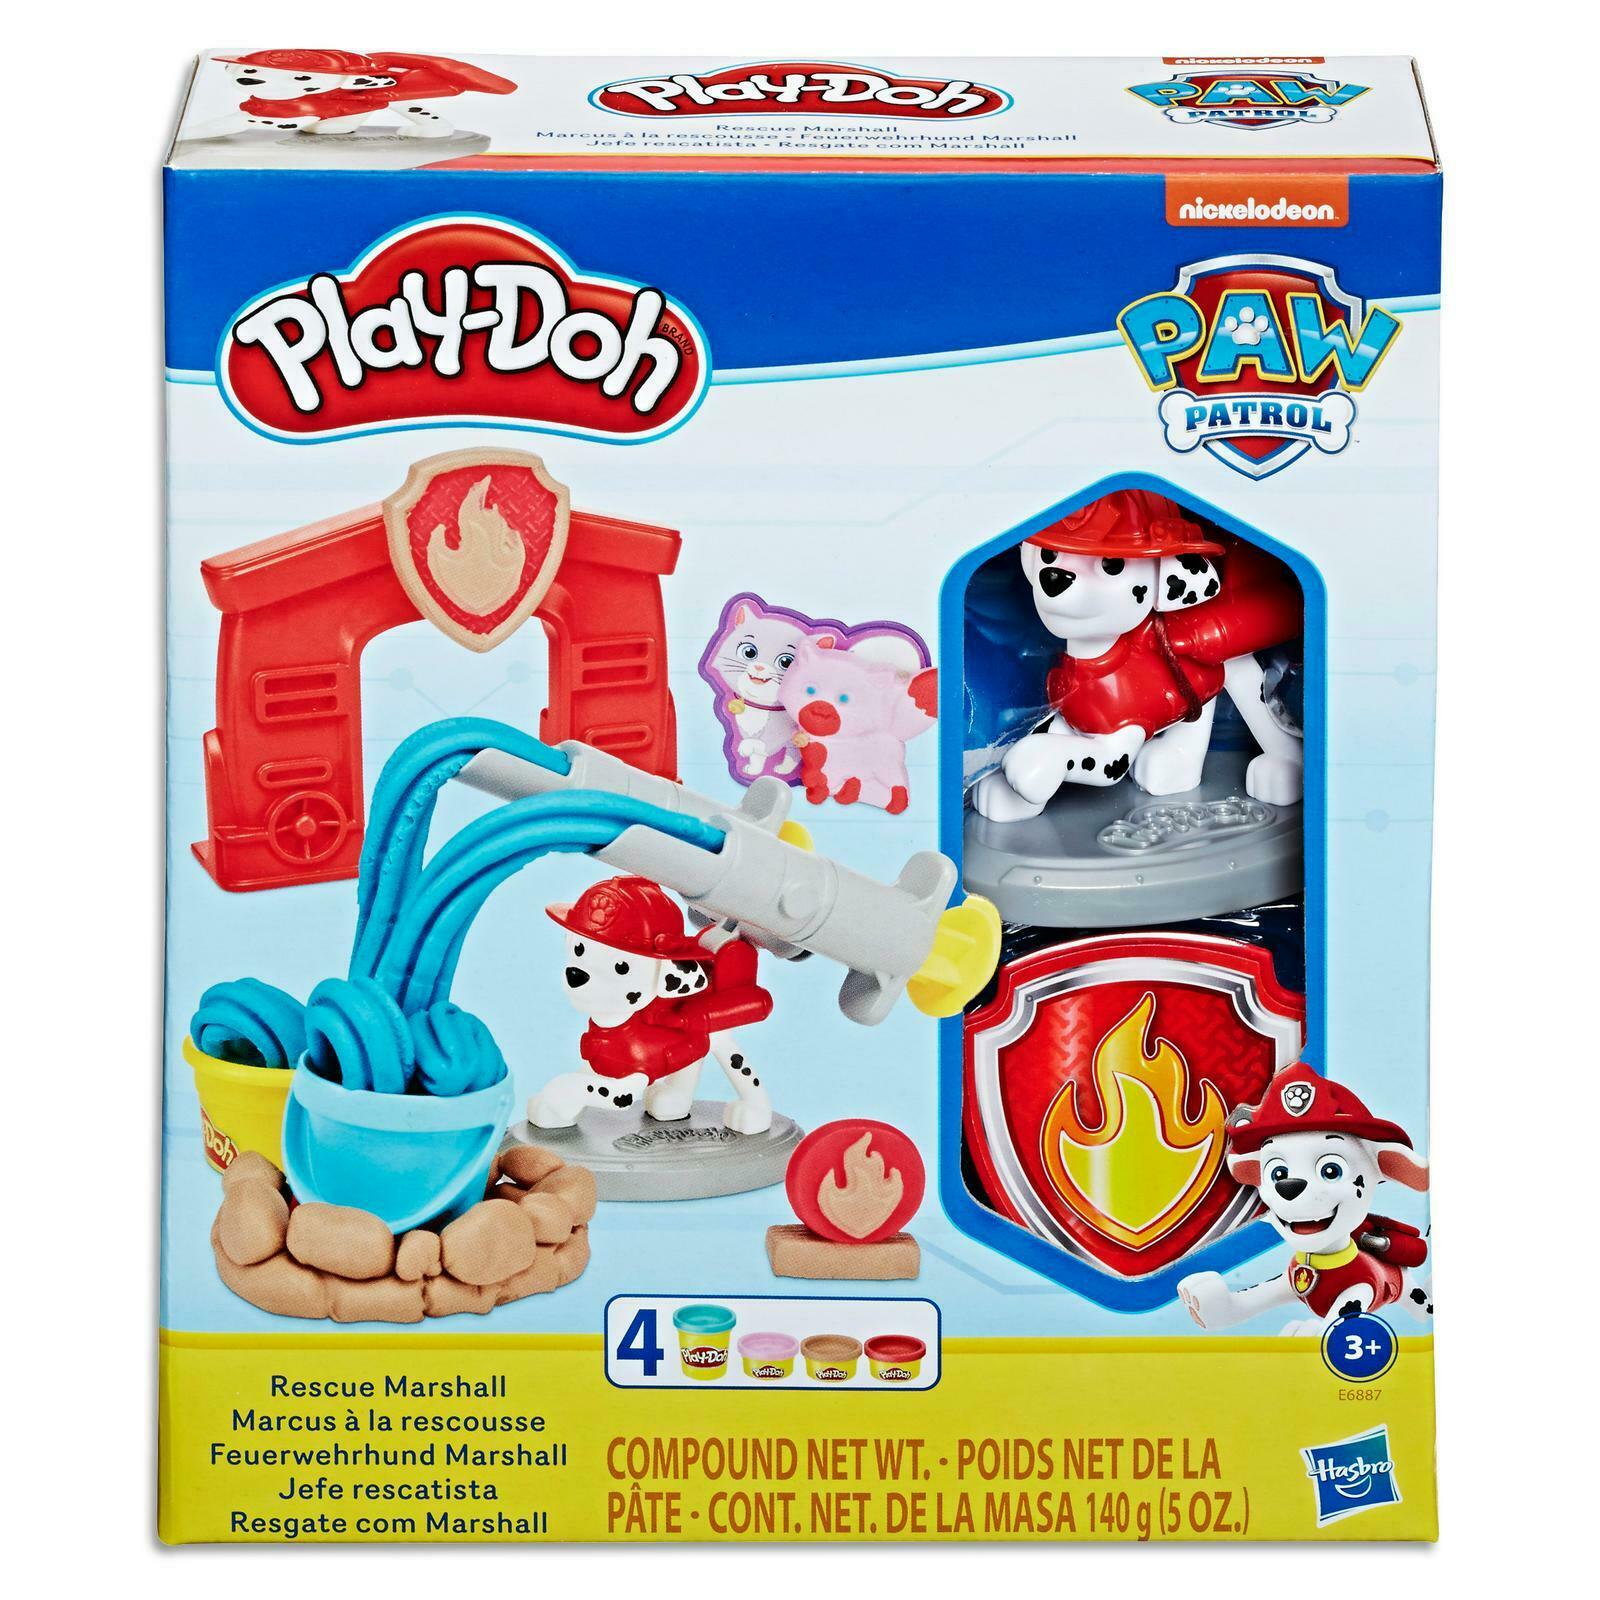 Play-Doh
nickelodeon
PAW
PATROL
Rescue Marshall
Marcus à la rescousse • Feuerwehrhund Marshall
Jefe rescatista • Resgate com Marshall
nickelodeon
Play-Doh
BRAND
PAW
PATROL
Doh
4
Play-Doh
Play-Doh
Play-Doh
Play-Doh
3+
E6887
Rescue Marshall
Marcus à la rescousse
Feuerwehrhund Marshall
Jefe rescatista
Resgate com Marshall
COMPOUND NET WT. • POIDS NET DE LA
PÂTE • CONT. NET. DE LA MASA 140 g (5 OZ.)
Hasbro